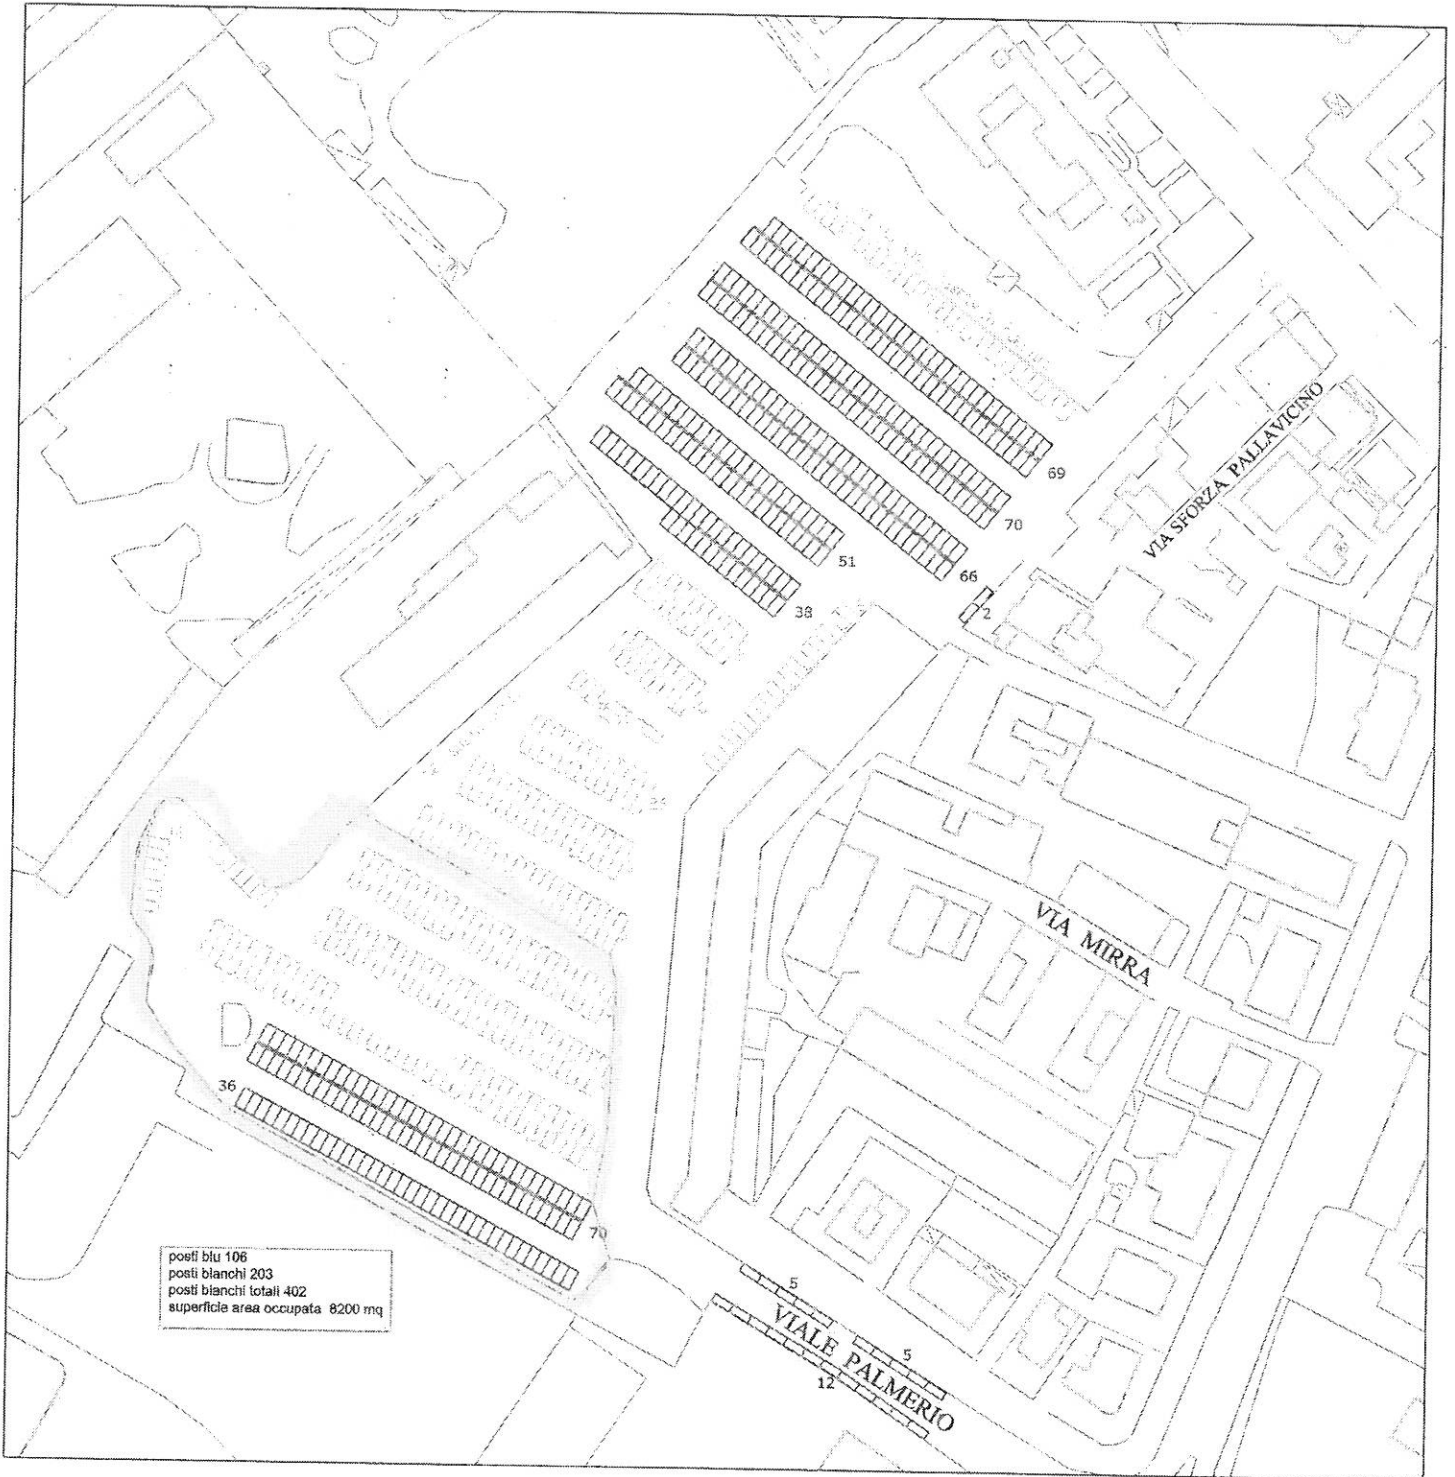 69
VIA SFORZA PALLAVICINO
70
51
66
38
2
VIA MIRRA
36
70
posti blu 106
posti bianchi 203
posti bianchi totali 402
superficie area occupata 8200 mq
5
VIALE PALMERIO
5
12